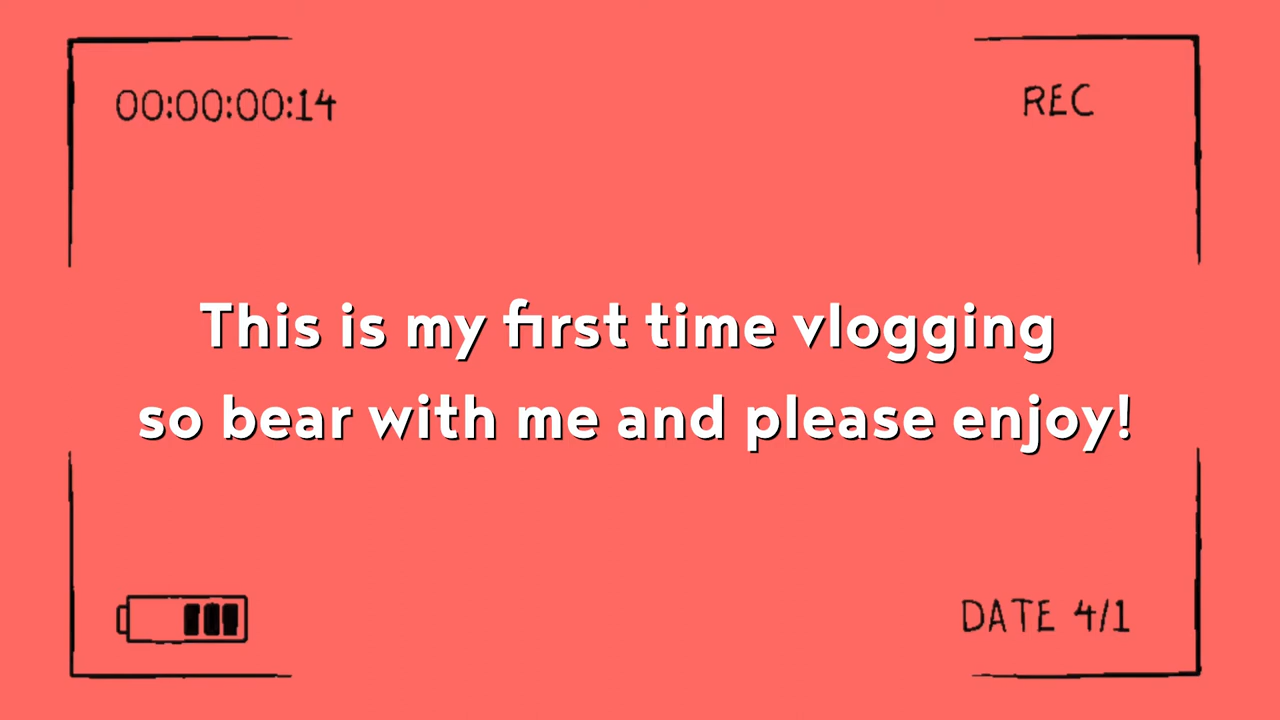 00:00:00:14
REC
This is my first time vlogging
so bear with me and please enjoy!
DATE 4/1